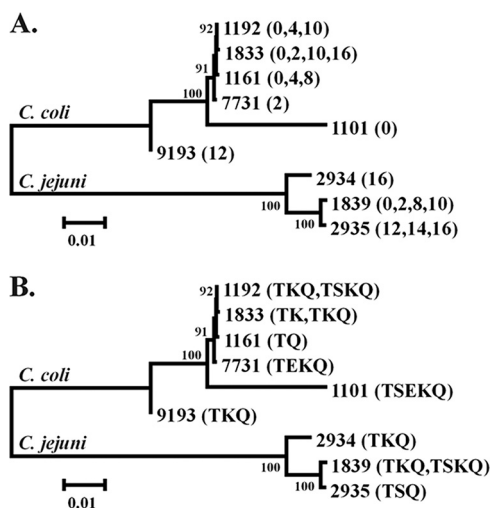 A.
92
1192 (0,4,10)
1833 (0,2,10,16)
91
1161 (0,4,8)
100
7731 (2)
C. coli
1101 (0)
9193 (12)
C. jejuni
2934 (16)
100
1839 (0,2,8,10)
100
2935 (12,14,16)
0.01
B.
92
1192 (TKQ,TSKQ)
1833 (TK,TKQ)
91
1161 (TQ)
100
7731 (TEKQ)
C. coli
1101 (TSEKQ)
9193 (TKQ)
C. jejuni
2934 (TKQ)
100
1839 (TKQ,TSKQ)
100
2935 (TSQ)
0.01